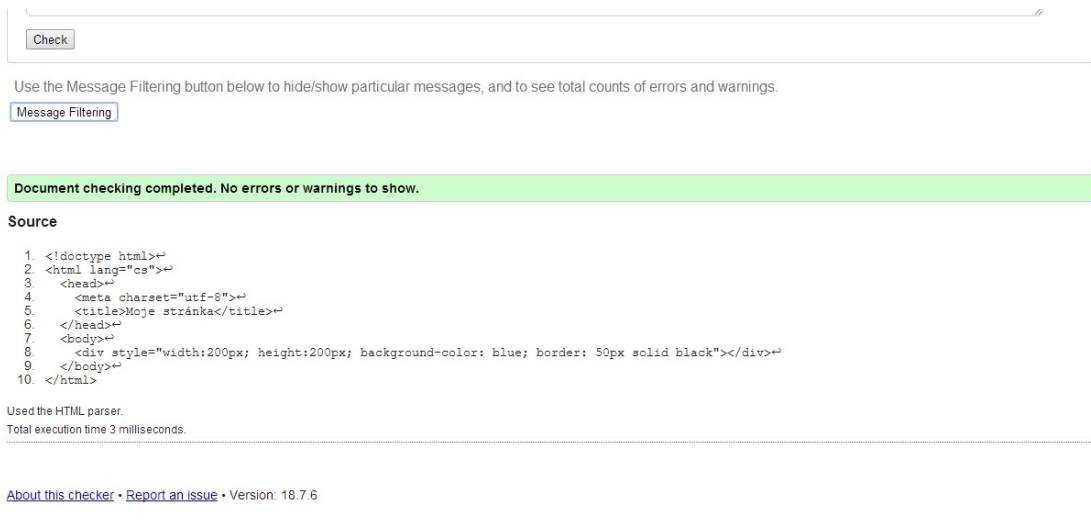 Check
Use the Message Filtering button below to hide/show particular messages, and to see total counts of errors and warnings.
Message Filtering
Document checking completed. No errors or warnings to show.
Source
1. <!doctype html>↩
2. <html lang="cs">↩
3. <head>↩
4. <meta charset="utf-8">↩
5. <title>Moje stránka</title>↩
6. </head>↩
7. <body>↩
8. <div style="width:200px; height:200px; background-color: blue; border: 50px solid black"></div>↩
9. </body>↩
10. </html>
Used the HTML parser.
Total execution time 3 milliseconds.
About this checker • Report an issue • Version: 18.7.6